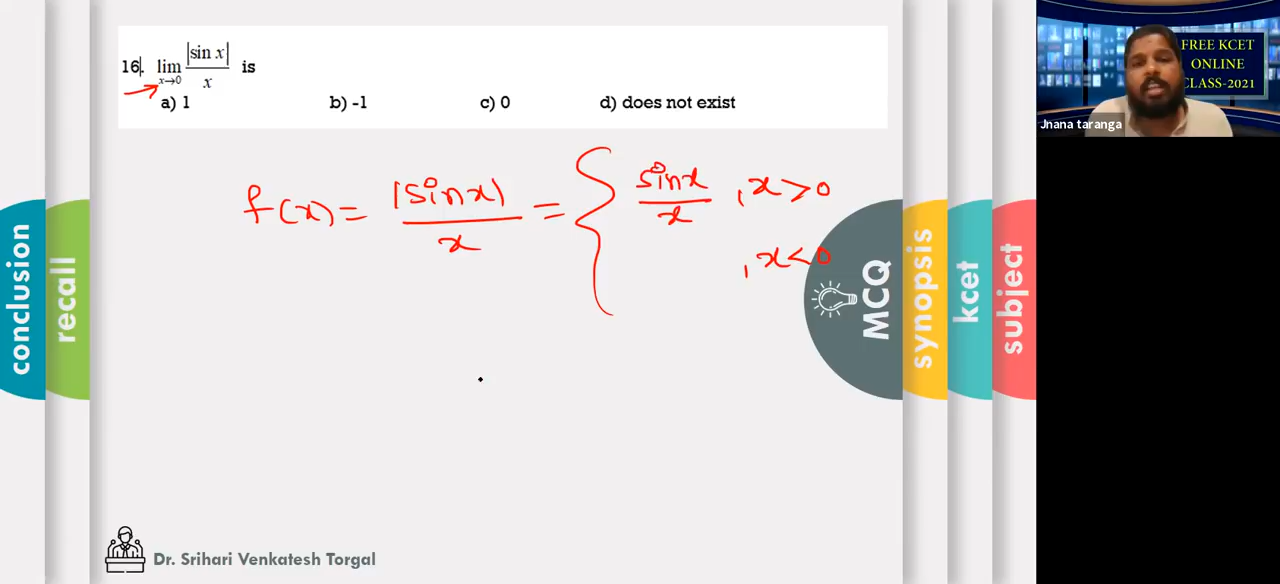 16. lim x→0 |sin x| / x is
a) 1 b) -1 c) 0 d) does not exist
f(x) = |sin x| / x = { sin x / x , x > 0
, x < 0
conclusion
recall
MCQ
synopsis
kcet
subject
Dr. Srihari Venkatesh Torgal
FREE KCET
ONLINE
CLASS-2021
Jnana taranga